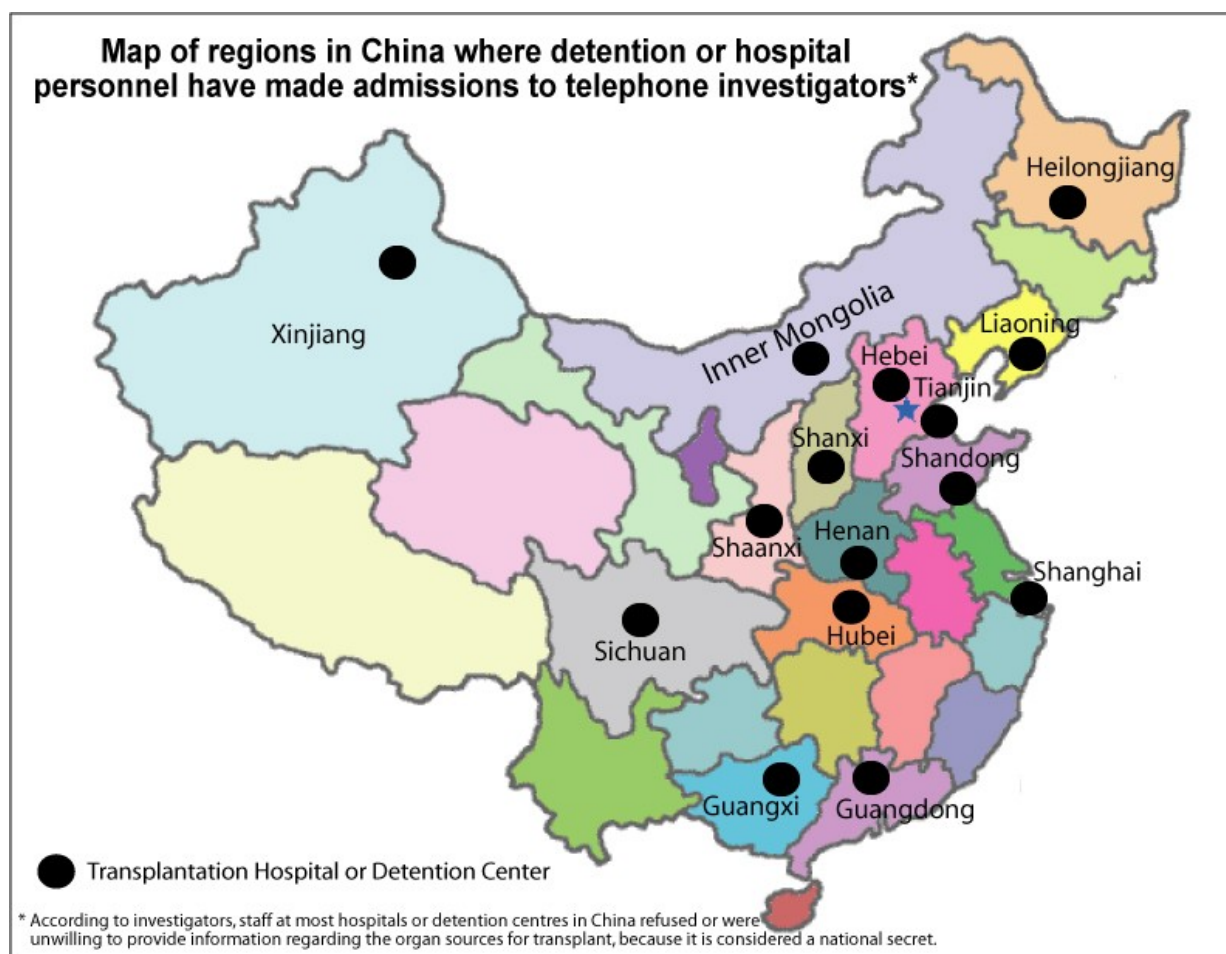 Map of regions in China where detention or hospital
personnel have made admissions to telephone investigators*
Heilongjiang
Xinjiang
Inner Mongolia
Liaoning
Hebei
Tianjin
Shanxi
Shandong
Shaanxi
Henan
Shanghai
Hubei
Sichuan
Guangxi
Guangdong
Transplantation Hospital or Detention Center
* According to investigators, staff at most hospitals or detention centres in China refused or were
unwilling to provide information regarding the organ sources for transplant, because it is considered a national secret.